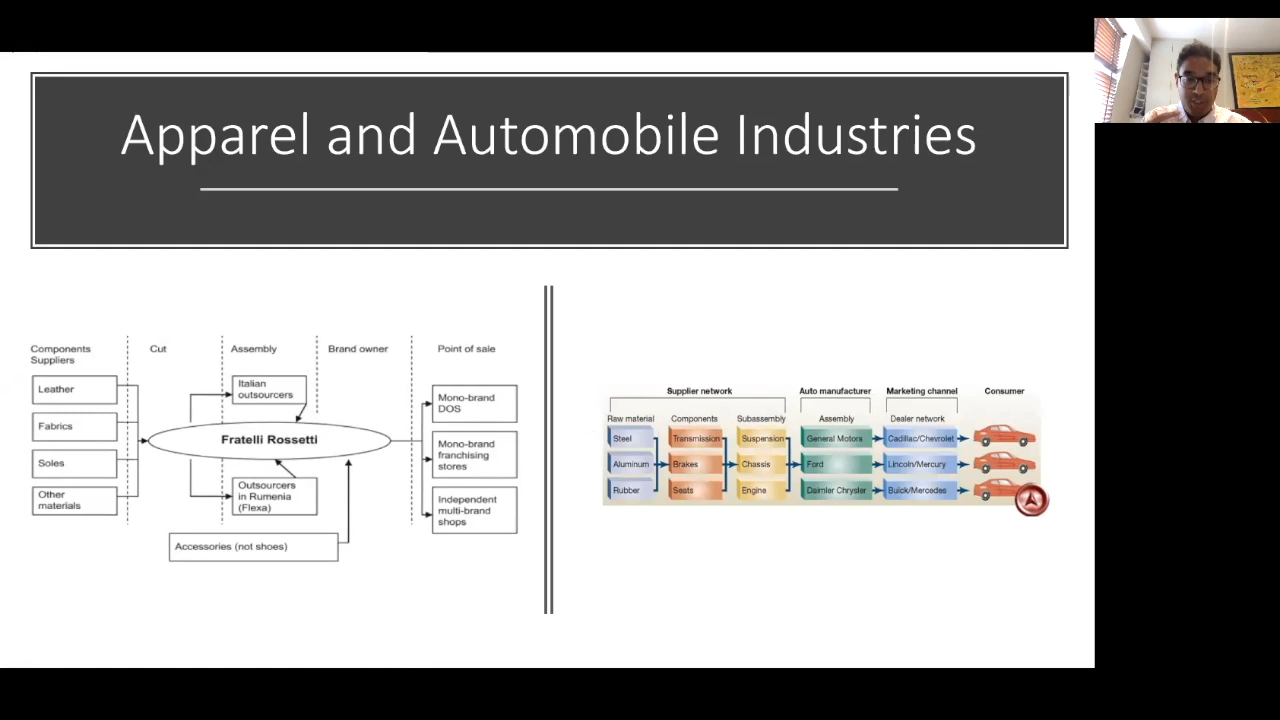 Apparel and Automobile Industries
Components
Suppliers
Cut
Assembly
Brand owner
Point of sale
Leather
Fabrics
Soles
Other
materials
Italian
outsourcers
Fratelli Rossetti
Outsourcers
in Rumenia
(Flexa)
Accessories (not shoes)
Mono-brand
DOS
Mono-brand
franchising
stores
Independent
multi-brand
shops
Supplier network
Auto manufacturer
Marketing channel
Consumer
Raw material
Components
Subassembly
Assembly
Dealer network
Steel
Transmission
Suspension
General Motors
Cadillac/Chevrolet
Aluminum
Brakes
Chassis
Ford
Lincoln/Mercury
Rubber
Seats
Engine
Daimler Chrysler
Buick/Mercedes